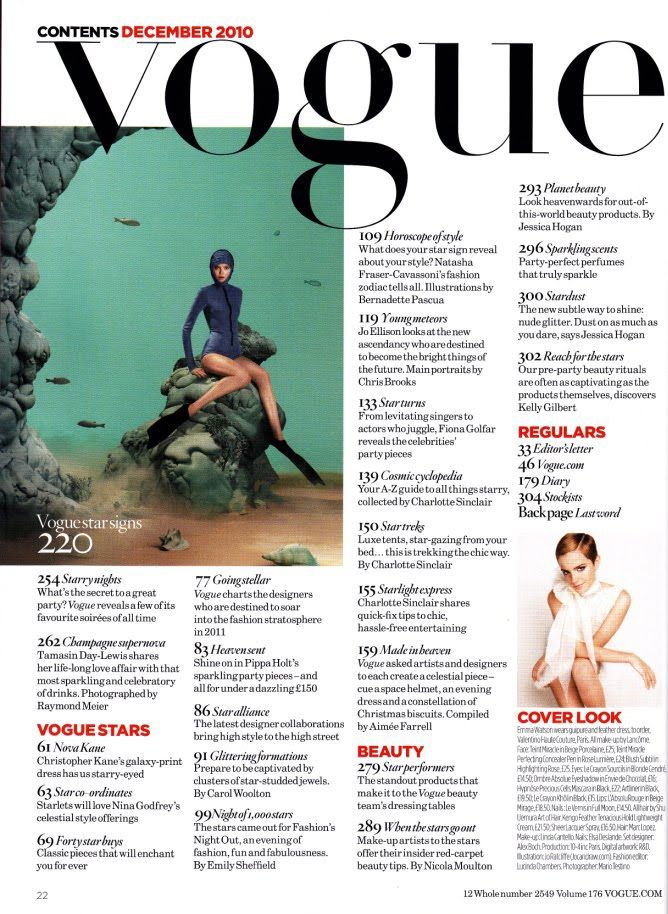 CONTENTS DECEMBER 2010
vogue
Vogue star signs
220
254 Starry nights
What's the secret to a great
party? Vogue reveals a few of its
favourite soirées of all time
262 Champagne supernova
Tamasin Day-Lewis shares
her life-long love affair with that
most sparkling and celebratory
of drinks. Photographed by
Raymond Meier
VOGUE STARS
61 Nova Kane
Christopher Kane's galaxy-print
dress has us starry-eyed
63 Star co-ordinates
Starlets will love Nina Godfrey's
celestial style offerings
69 Forty star buys
Classic pieces that will enchant
you for ever
77 Going stellar
Vogue charts the designers
who are destined to soar
into the fashion stratosphere
in 2011
83 Heaven sent
Shine on in Pippa Holt's
sparkling party pieces – and
all for under a dazzling £150
86 Star alliance
The latest designer collaborations
bring high style to the high street
91 Glittering formations
Prepare to be captivated by
clusters of star-studded jewels.
By Carol Woolton
99 Night of 1,000 stars
The stars came out for Fashion's
Night Out, an evening of
fashion, fun and fabulousness.
By Emily Sheffield
109 Horoscope of style
What does your star sign reveal
about your style? Natasha
Fraser-Cavassoni's fashion
zodiac tells all. Illustrations by
Bernadette Pascua
119 Young meteors
Jo Ellison looks at the new
ascendancy who are destined
to become the bright things of
the future. Main portraits by
Chris Brooks
133 Star turns
From levitating singers to
actors who juggle, Fiona Golfar
reveals the celebrities'
party pieces
139 Cosmic cyclopedia
Your A-Z guide to all things starry,
collected by Charlotte Sinclair
150 Star treks
Luxe tents, star-gazing from your
bed… this is trekking the chic way.
By Charlotte Sinclair
155 Starlight express
Charlotte Sinclair shares
quick-fix tips to chic,
hassle-free entertaining
159 Made in heaven
Vogue asked artists and designers
to each create a celestial piece –
cue a space helmet, an evening
dress and a constellation of
Christmas biscuits. Compiled
by Aimée Farrell
BEAUTY
279 Star performers
The standout products that
make it to the Vogue beauty
team's dressing tables
289 When the stars go out
Make-up artists to the stars
offer their insider red-carpet
beauty tips. By Nicola Moulton
293 Planet beauty
Look heavenwards for out-of-
this-world beauty products. By
Jessica Hogan
296 Sparkling scents
Party-perfect perfumes
that truly sparkle
300 Stardust
The new subtle way to shine:
nude glitter. Dust on as much as
you dare, says Jessica Hogan
302 Reach for the stars
Our pre-party beauty rituals
are often as captivating as the
products themselves, discovers
Kelly Gilbert
REGULARS
33 Editor's letter
46 Vogue.com
179 Diary
304 Stockists
Back page Last word
COVER LOOK
Emma Watson wears guipure and feather dress, to order,
Valentino Haute Couture, Paris. All make-up by Lancôme.
Face: Teint Miracle in Beige Porcelaine, £25; Teint Miracle
Perfecting Concealer Pen in Rose Lumière, £24; Blush Subtil in
Highlighting Rose, £25. Eyes: Le Crayon Sourcils in Blonde Cendré,
£14.50; Ombre Absolue Eyeshadow in Envie de Chocolat, £16;
Hypnôse Precious Cells Mascara in Black, £22; Artliner in Black,
£19.50; Le Crayon Khôl in Black, £15. Lips: L'Absolu Rouge in Beige
Mirage, £18.50. Nails: Le Vernis in Full Moon, £14.50. All hair by Shu
Uemura Art of Hair. Kengo Feather Tenacious Hold Lightweight
Cream, £21.50; Sheer Lacquer Spray, £16.50. Hair: Marc Lopez.
Make-up: Linda Cantello. Nails: Elsa Deslande. Set designer:
Alex Boch. Production: 10-4 inc Paris. Digital artwork: R&D.
Illustration: Jo Ratcliffe (Jocandraw.com). Fashion editor:
Lucinda Chambers. Photographer: Mario Testino
22
12 Whole number 2549 Volume 176 VOGUE.COM